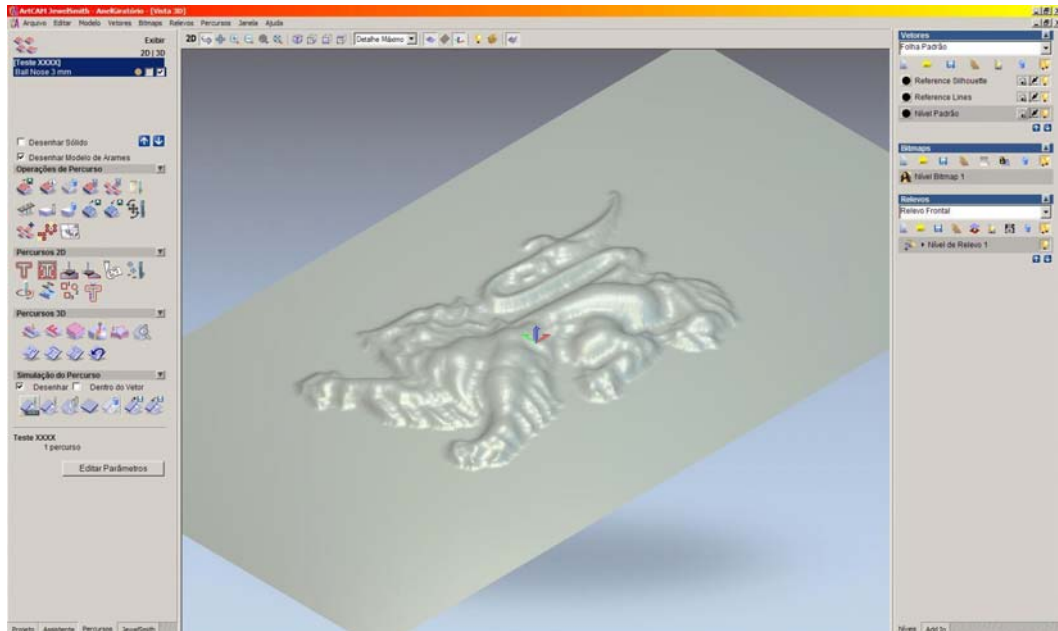 ArtCAM JewelSmith - AnelGiratório - [Vista 3D]
Arquivo Editar Modelo Vetores Bitmaps Relevos Percursos Janela Ajuda
Exibir
2D | 3D
[Teste XXXX]
Ball Nose 3 mm
Desenhar Sólido
Desenhar Modelo de Arames
Operações de Percurso
Percursos 2D
Percursos 3D
Simulação do Percurso
Desenhar Dentro do Vetor
Teste XXXX
1 percurso
Editar Parâmetros
Projeto Assistente Percursos JewelSmith
2D
Detalhe Máximo
Vetores
Folha Padrão
Reference Silhouette
Reference Lines
Nível Padrão
Bitmaps
Nível Bitmap 1
Relevos
Relevo Frontal
Nível de Relevo 1
Níveis Add In